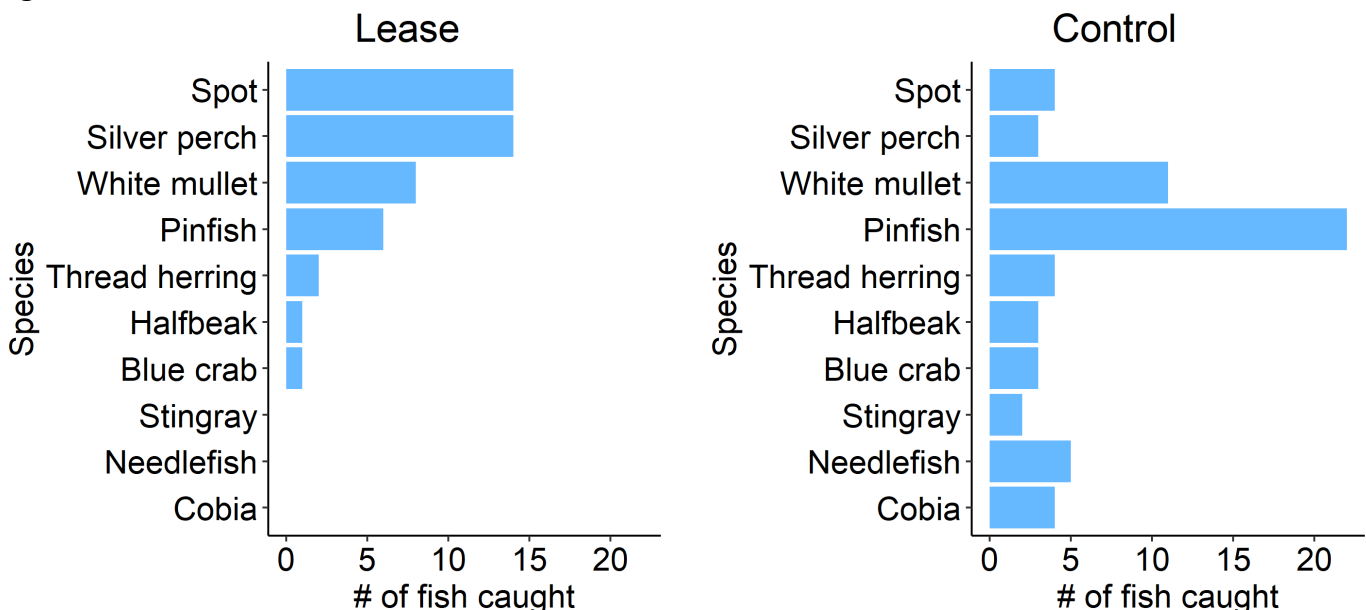 Lease
Spot
Silver perch
White mullet
Pinfish
Thread herring
Halfbeak
Blue crab
Stingray
Needlefish
Cobia
Species
0 5 10 15 20
# of fish caught
Control
Spot
Silver perch
White mullet
Pinfish
Thread herring
Halfbeak
Blue crab
Stingray
Needlefish
Cobia
Species
0 5 10 15 20
# of fish caught